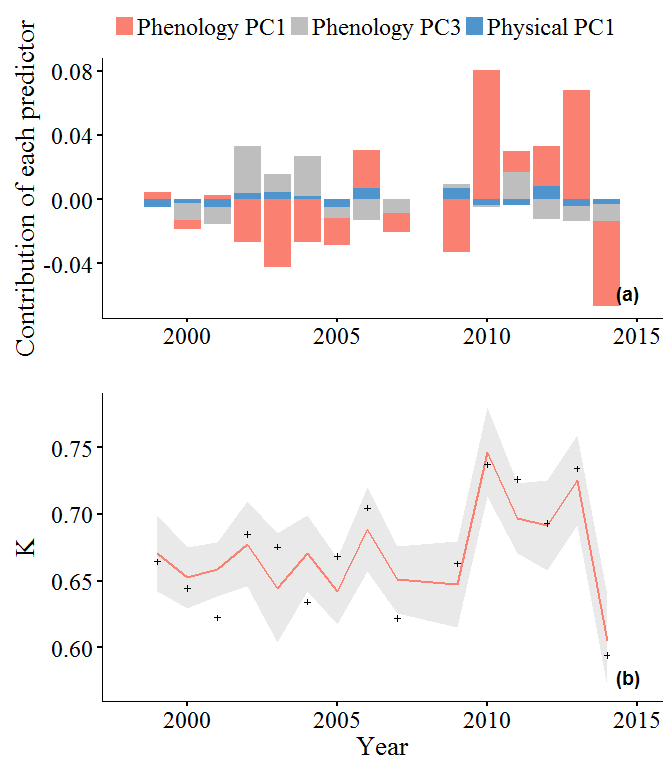 Phenology PC1 Phenology PC3 Physical PC1
Contribution of each predictor
0.08
0.04
0.00
-0.04
(a)
2000 2005 2010 2015
K
0.75
0.70
0.65
0.60
(b)
2000 2005 2010 2015
Year